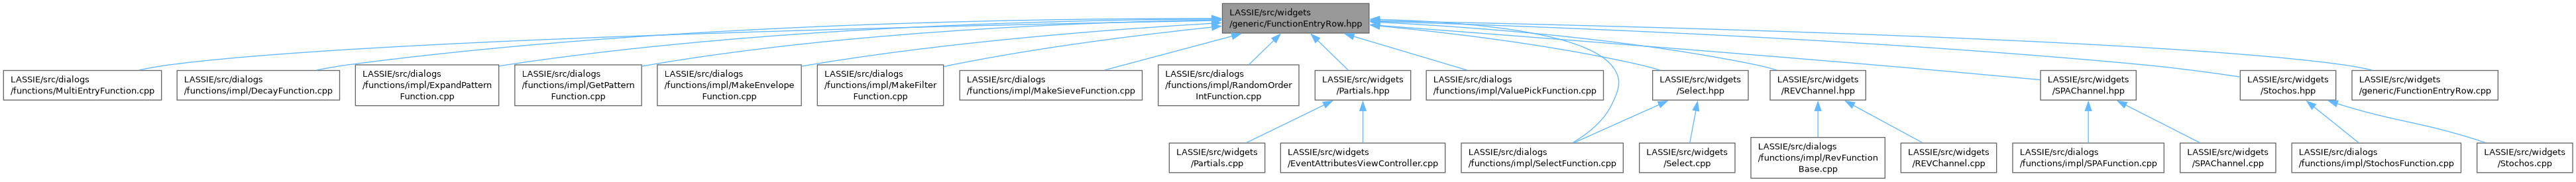 LASSIE/src/widgets
/generic/FunctionEntryRow.hpp
LASSIE/src/dialogs
/functions/MultiEntryFunction.cpp
LASSIE/src/dialogs
/functions/impl/DecayFunction.cpp
LASSIE/src/dialogs
/functions/impl/ExpandPattern
Function.cpp
LASSIE/src/dialogs
/functions/impl/GetPattern
Function.cpp
LASSIE/src/dialogs
/functions/impl/MakeEnvelope
Function.cpp
LASSIE/src/dialogs
/functions/impl/MakeFilter
Function.cpp
LASSIE/src/dialogs
/functions/impl/MakeSieveFunction.cpp
LASSIE/src/dialogs
/functions/impl/RandomOrder
IntFunction.cpp
LASSIE/src/widgets
/Partials.hpp
LASSIE/src/dialogs
/functions/impl/ValuePickFunction.cpp
LASSIE/src/widgets
/Select.hpp
LASSIE/src/widgets
/REVChannel.hpp
LASSIE/src/widgets
/SPAChannel.hpp
LASSIE/src/widgets
/Stochos.hpp
LASSIE/src/widgets
/generic/FunctionEntryRow.cpp
LASSIE/src/widgets
/Partials.cpp
LASSIE/src/widgets
/EventAttributesViewController.cpp
LASSIE/src/dialogs
/functions/impl/SelectFunction.cpp
LASSIE/src/widgets
/Select.cpp
LASSIE/src/dialogs
/functions/impl/RevFunction
Base.cpp
LASSIE/src/widgets
/REVChannel.cpp
LASSIE/src/dialogs
/functions/impl/SPAFunction.cpp
LASSIE/src/widgets
/SPAChannel.cpp
LASSIE/src/dialogs
/functions/impl/StochosFunction.cpp
LASSIE/src/widgets
/Stochos.cpp